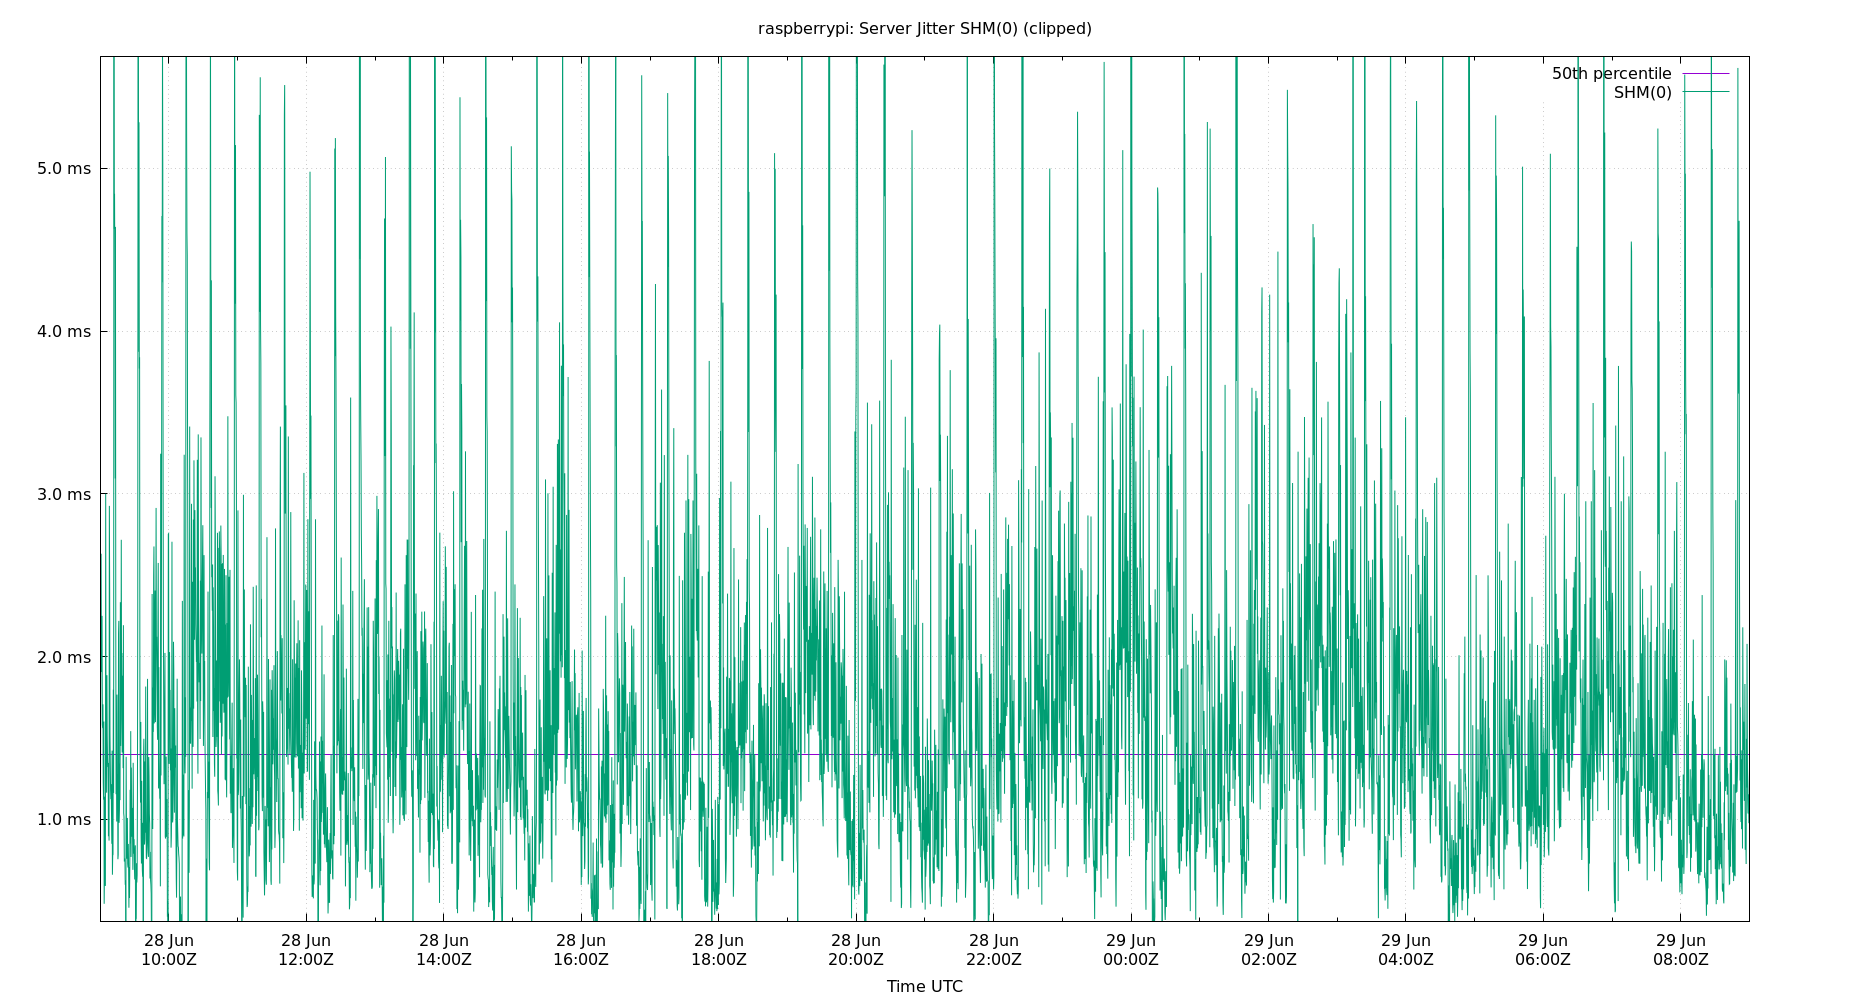 raspberrypi: Server Jitter SHM(0) (clipped)
50th percentile
SHM(0)
5.0 ms
4.0 ms
3.0 ms
2.0 ms
1.0 ms
28 Jun 28 Jun 28 Jun 28 Jun 28 Jun 28 Jun 28 Jun 29 Jun 29 Jun 29 Jun 29 Jun 29 Jun
10:00Z 12:00Z 14:00Z 16:00Z 18:00Z 20:00Z 22:00Z 00:00Z 02:00Z 04:00Z 06:00Z 08:00Z
Time UTC